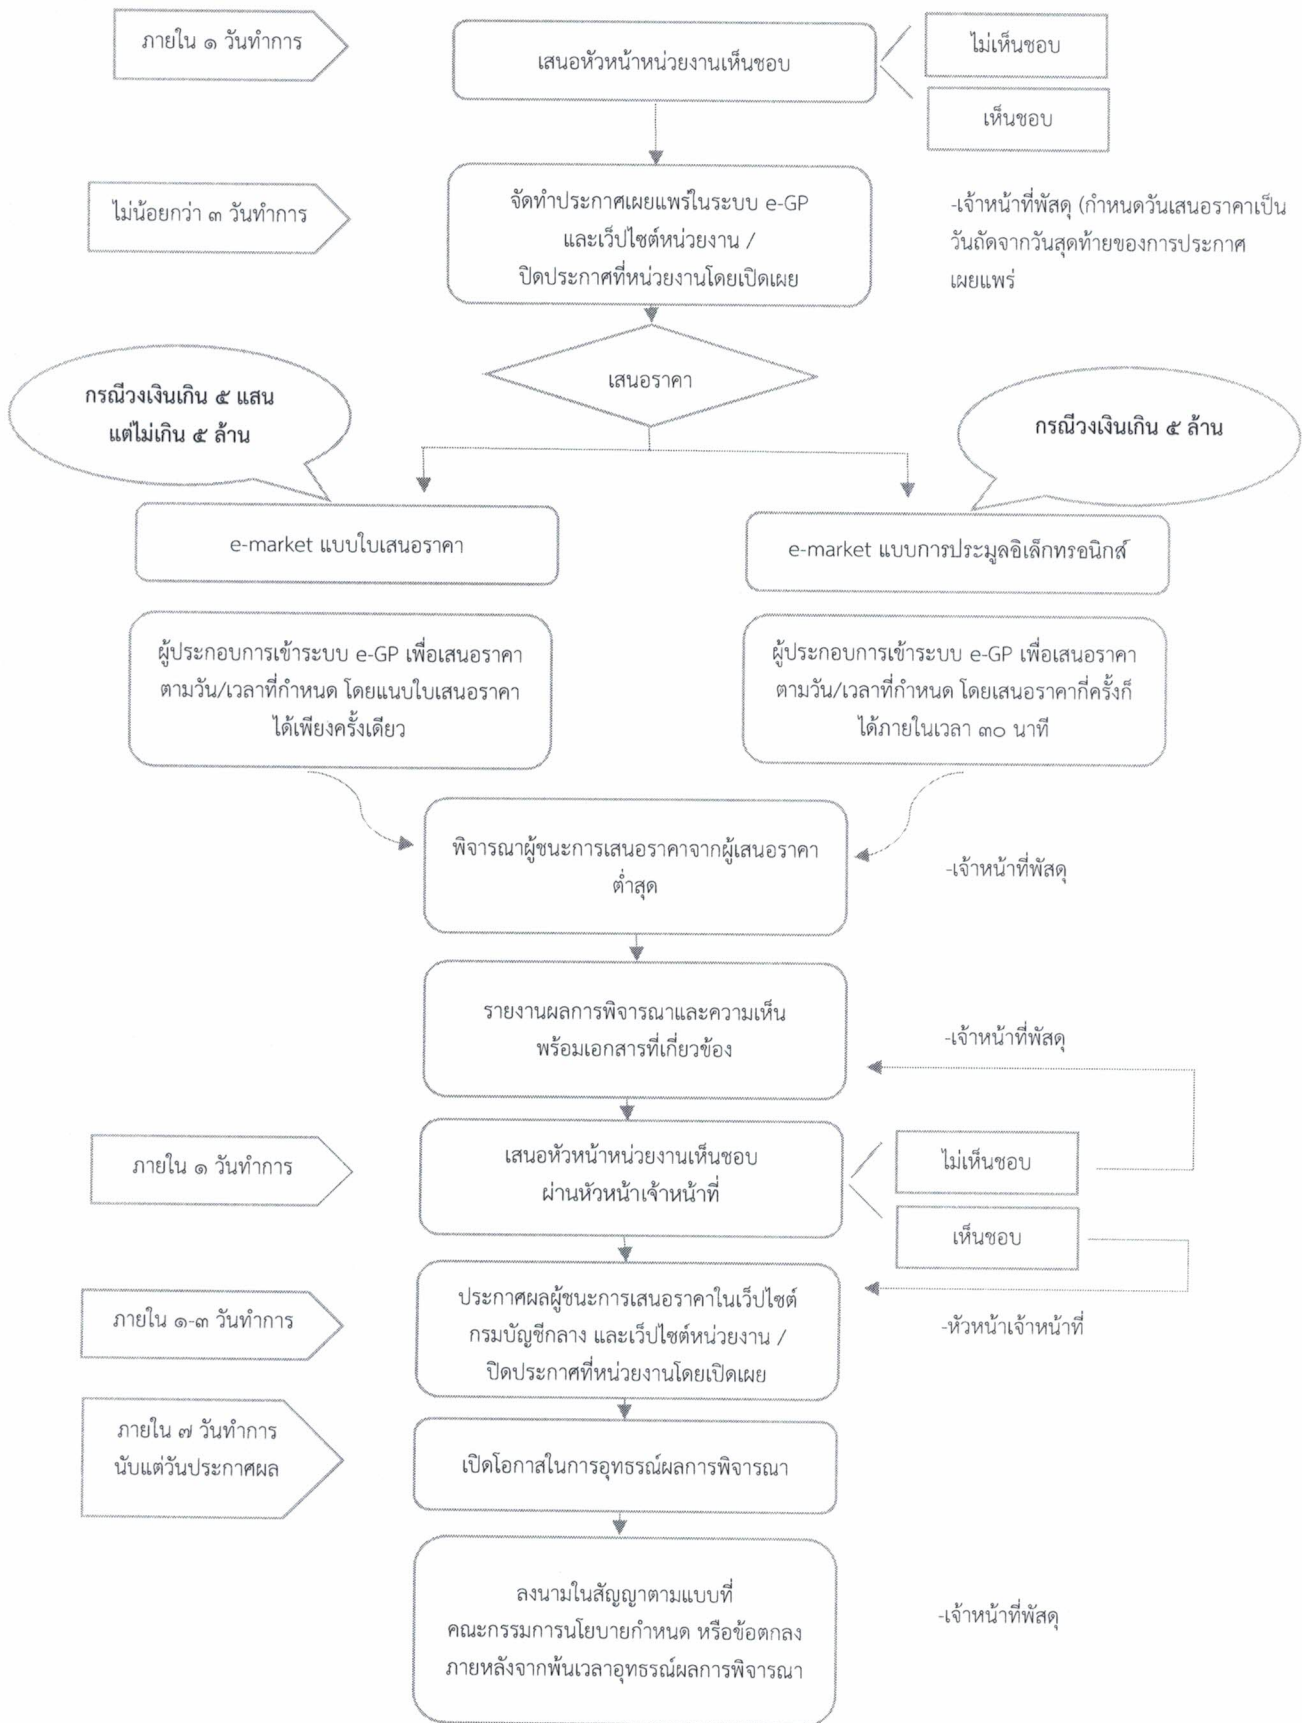 ภายใน ๑ วันทำการ
เสนอหัวหน้าหน่วยงานเห็นชอบ
ไม่เห็นชอบ
เห็นชอบ
ไม่น้อยกว่า ๓ วันทำการ
จัดทำประกาศเผยแพร่ในระบบ e-GP
และเว็ปไซต์หน่วยงาน /
ปิดประกาศที่หน่วยงานโดยเปิดเผย
-เจ้าหน้าที่พัสดุ (กำหนดวันเสนอราคาเป็น
วันถัดจากวันสุดท้ายของการประกาศ
เผยแพร่
เสนอราคา
กรณีวงเงินเกิน ๕ แสน
แต่ไม่เกิน ๕ ล้าน
กรณีวงเงินเกิน ๕ ล้าน
e-market แบบใบเสนอราคา
e-market แบบการประมูลอิเล็กทรอนิกส์
ผู้ประกอบการเข้าระบบ e-GP เพื่อเสนอราคา
ตามวัน/เวลาที่กำหนด โดยแนบใบเสนอราคา
ได้เพียงครั้งเดียว
ผู้ประกอบการเข้าระบบ e-GP เพื่อเสนอราคา
ตามวัน/เวลาที่กำหนด โดยเสนอราคากี่ครั้งก็
ได้ภายในเวลา ๓๐ นาที
พิจารณาผู้ชนะการเสนอราคาจากผู้เสนอราคา
ต่ำสุด
-เจ้าหน้าที่พัสดุ
รายงานผลการพิจารณาและความเห็น
พร้อมเอกสารที่เกี่ยวข้อง
-เจ้าหน้าที่พัสดุ
ภายใน ๑ วันทำการ
เสนอหัวหน้าหน่วยงานเห็นชอบ
ผ่านหัวหน้าเจ้าหน้าที่
ไม่เห็นชอบ
เห็นชอบ
ภายใน ๑-๓ วันทำการ
ประกาศผลผู้ชนะการเสนอราคาในเว็ปไซต์
กรมบัญชีกลาง และเว็ปไซต์หน่วยงาน /
ปิดประกาศที่หน่วยงานโดยเปิดเผย
-หัวหน้าเจ้าหน้าที่
ภายใน ๗ วันทำการ
นับแต่วันประกาศผล
เปิดโอกาสในการอุทธรณ์ผลการพิจารณา
ลงนามในสัญญาตามแบบที่
คณะกรรมการนโยบายกำหนด หรือข้อตกลง
ภายหลังจากพ้นเวลาอุทธรณ์ผลการพิจารณา
-เจ้าหน้าที่พัสดุ